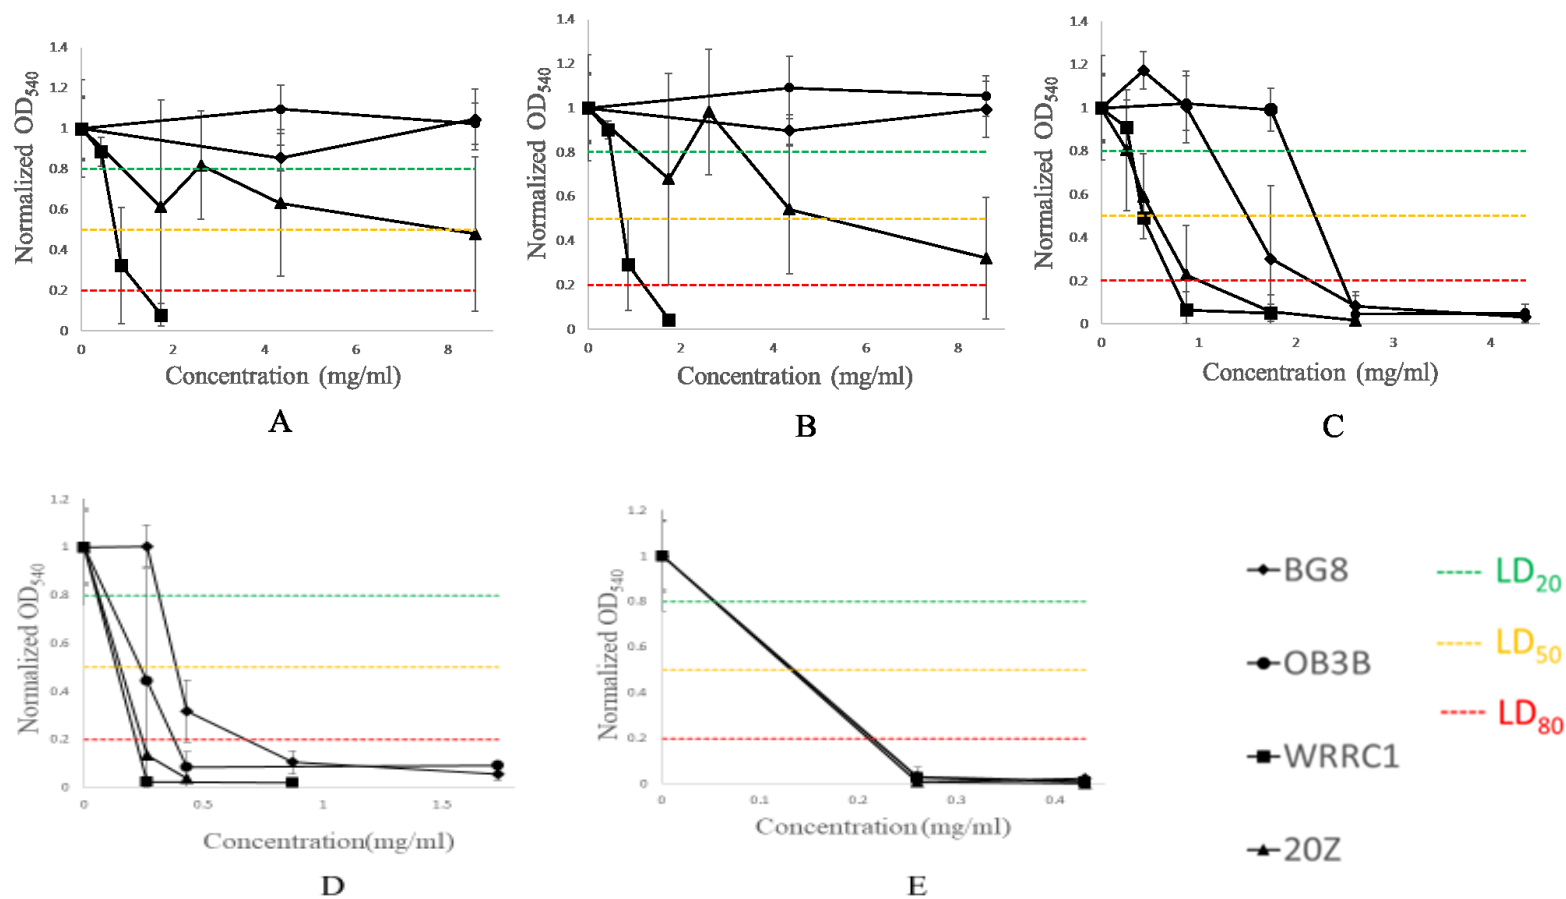 Normalized OD540
1.4
1.2
1
0.8
0.6
0.4
0.2
0
0 2 4 6 8
Concentration (mg/ml)
A
Normalized OD540
1.4
1.2
1
0.8
0.6
0.4
0.2
0
0 2 4 6 8
Concentration (mg/ml)
B
Normalized OD540
1.4
1.2
1
0.8
0.6
0.4
0.2
0
0 1 2 3 4
Concentration (mg/ml)
C
Normalized OD540
1.2
1
0.8
0.6
0.4
0.2
0
0 0.5 1 1.5
Concentration(mg/ml)
D
Normalized OD540
1.2
1
0.8
0.6
0.4
0.2
0
0 0.1 0.2 0.3 0.4
Concentration (mg/ml)
E
BG8
OB3B
WRRC1
20Z
LD20
LD50
LD80